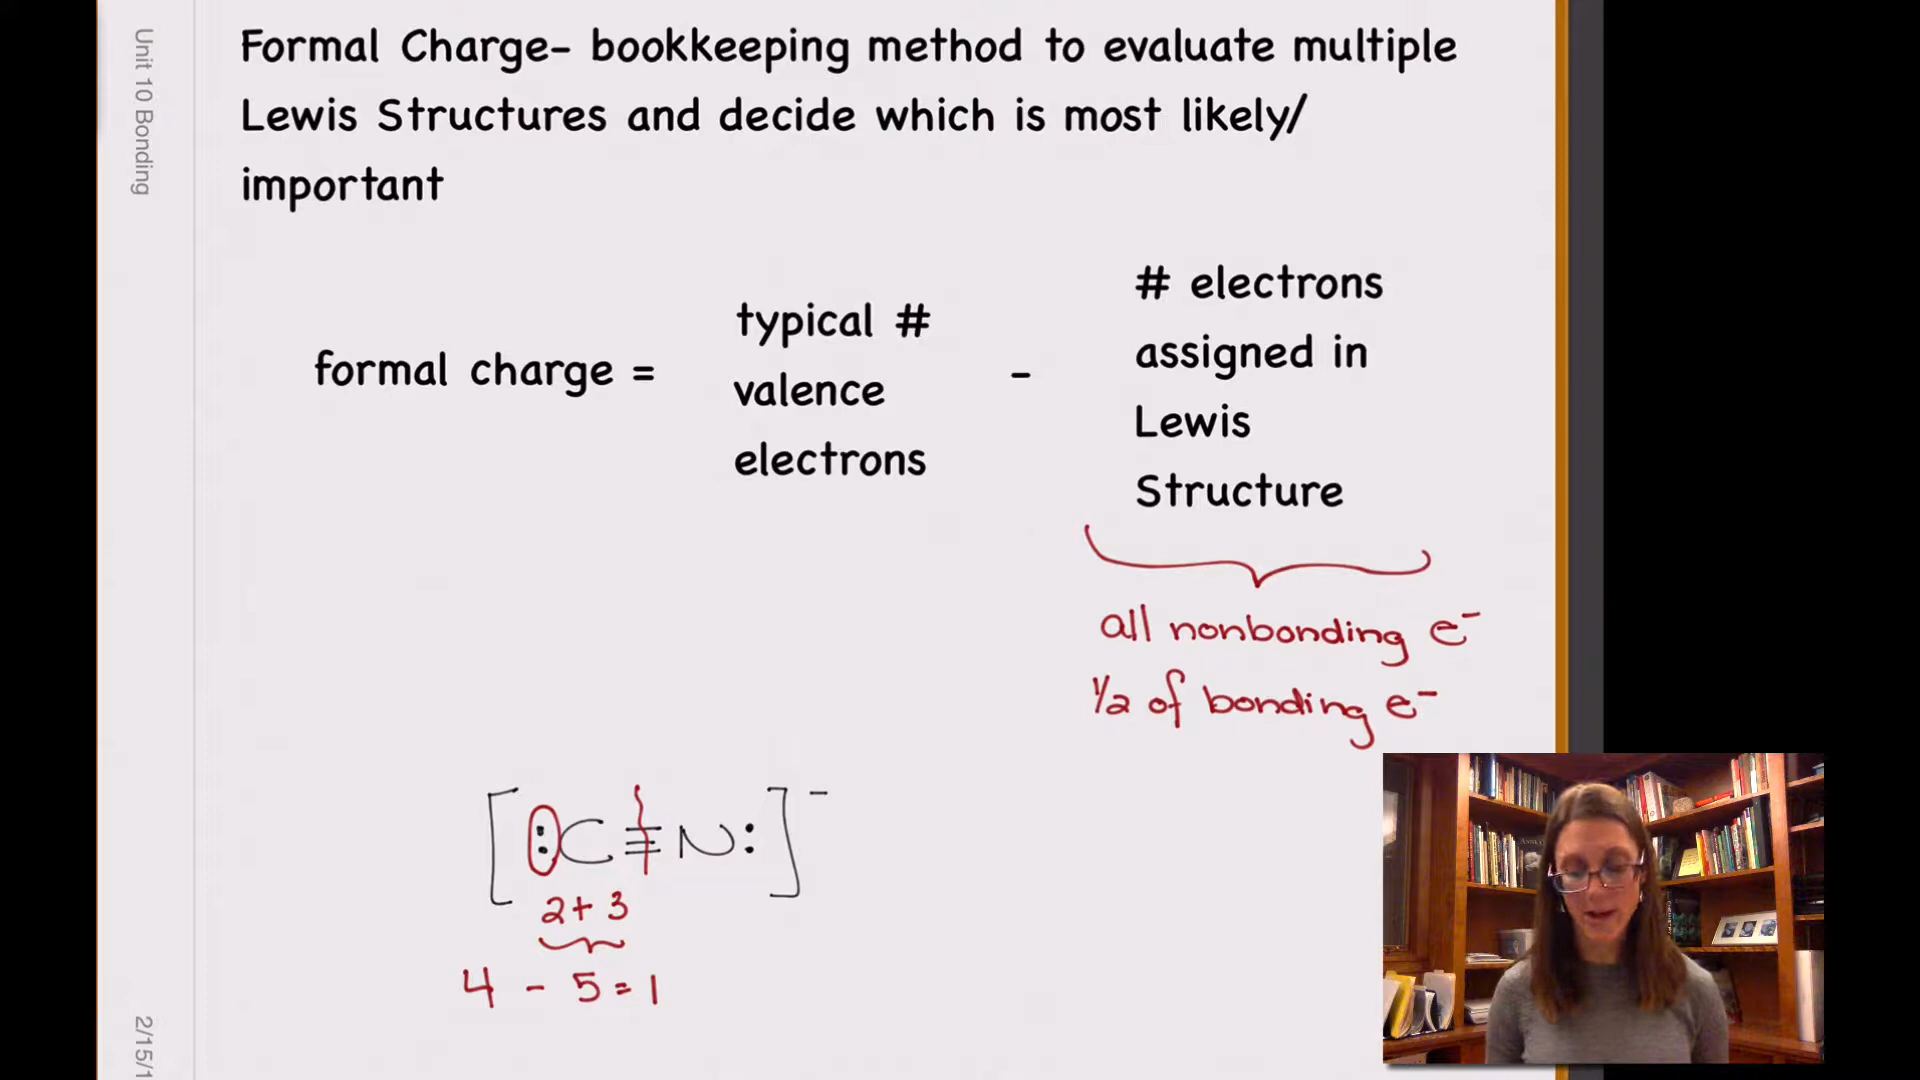 Unit 10 Bonding
Formal Charge- bookkeeping method to evaluate multiple
Lewis Structures and decide which is most likely/
important
formal charge =
typical #
valence
electrons
-
# electrons
assigned in
Lewis
Structure
all nonbonding e⁻
1/2 of bonding e⁻
[:C≡N:]⁻
2+3
4 - 5 = 1
2/15/1